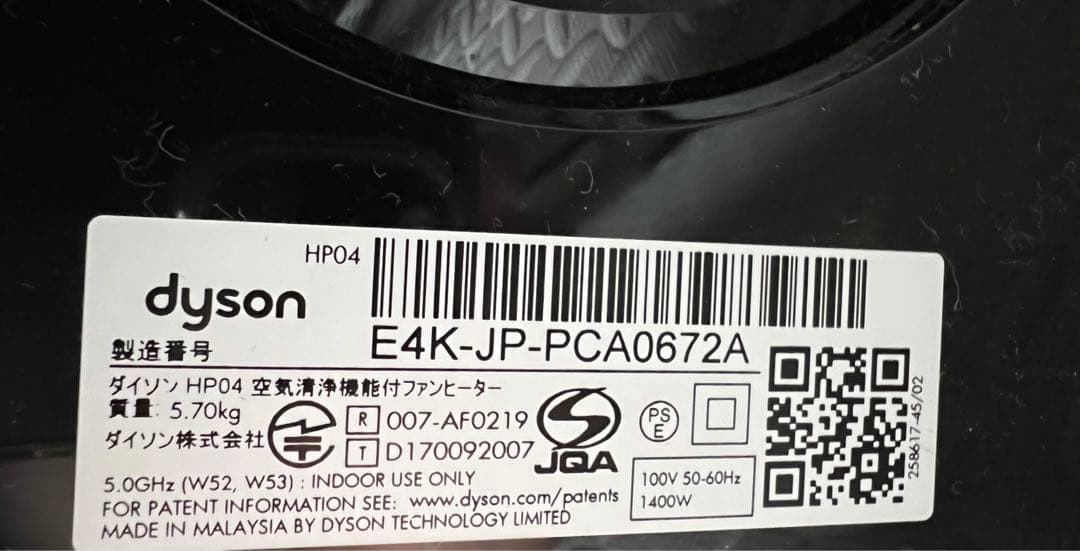 HP04
dyson
製造番号 E4K-JP-PCA0672A
ダイソン HP04 空気清浄機能付ファンヒーター
質量: 5.70kg
ダイソン株式会社
R 007-AF0219
T D170092007
JQA
PS
E
100V 50-60Hz
1400W
258617-45/02
5.0GHz (W52, W53) : INDOOR USE ONLY
FOR PATENT INFORMATION SEE: www.dyson.com/patents
MADE IN MALAYSIA BY DYSON TECHNOLOGY LIMITED